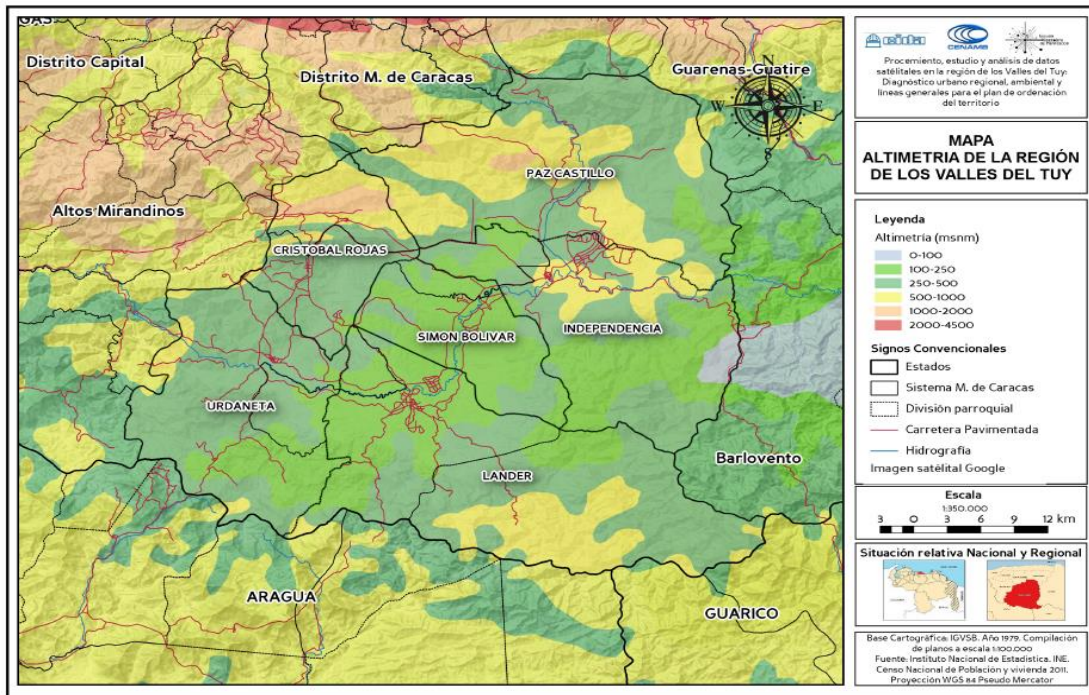 GAS
Distrito Capital
Distrito M. de Caracas
Guarenas-Guatire
N
W
E
S
PAZ CASTILLO
Altos Mirandinos
CRISTOBAL ROJAS
SIMON BOLIVAR
INDEPENDENCIA
URDANETA
Barlovento
LANDER
ARAGUA
GUARICO
cida
CENAMB
Procemiento, estudio y análisis de datos
satélitales en la región de los Valles del Tuy:
Diagnóstico urbano regional, ambiental y
líneas generales para el plan de ordenación
del territorio
MAPA
ALTIMETRIA DE LA REGIÓN
DE LOS VALLES DEL TUY
Leyenda
Altimetría (msnm)
0-100
100-250
250-500
500-1000
1000-2000
2000-4500
Signos Convencionales
Estados
Sistema M. de Caracas
División parroquial
Carretera Pavimentada
Hidrografía
Imagen satélital Google
Escala
1:350.000
3 0 3 6 9 12 km
Situación relativa Nacional y Regional
Base Cartográfica: IGVSB. Año 1979. Compilación
de planos a escala 1:100.000
Fuente: Instituto Nacional de Estadística. INE.
Censo Nacional de Población y vivienda 2011.
Proyección WGS 84 Pseudo Mercator